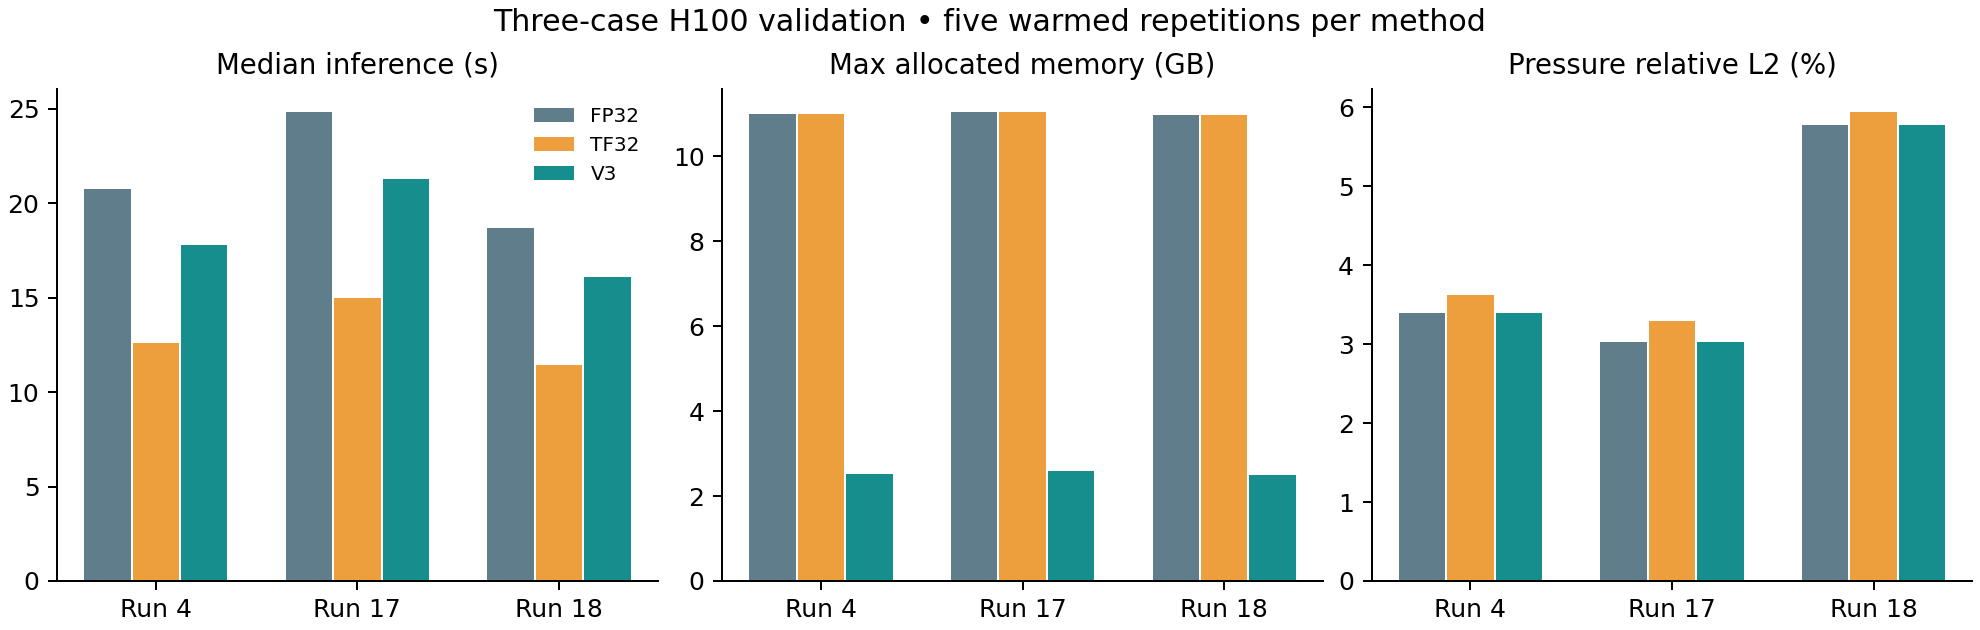 Three-case H100 validation • five warmed repetitions per method
Median inference (s)
25
20
15
10
5
0
Run 4
Run 17
Run 18
FP32
TF32
V3
Max allocated memory (GB)
10
8
6
4
2
0
Run 4
Run 17
Run 18
Pressure relative L2 (%)
6
5
4
3
2
1
0
Run 4
Run 17
Run 18